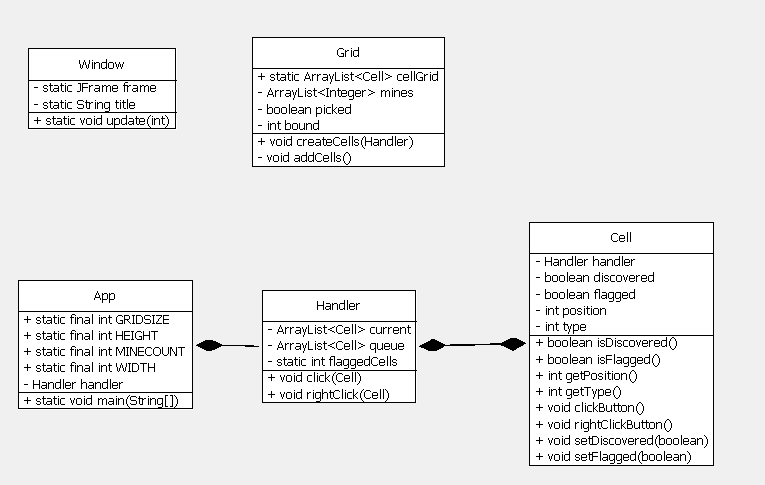 Window
- static JFrame frame
- static String title
+ static void update(int)
Grid
+ static ArrayList<Cell> cellGrid
- ArrayList<Integer> mines
- boolean picked
- int bound
+ void createCells(Handler)
- void addCells()
App
+ static final int GRIDSIZE
+ static final int HEIGHT
+ static final int MINECOUNT
+ static final int WIDTH
- Handler handler
+ static void main(String[])
Handler
- ArrayList<Cell> current
- ArrayList<Cell> queue
- static int flaggedCells
+ void click(Cell)
+ void rightClick(Cell)
Cell
- Handler handler
- boolean discovered
- boolean flagged
- int position
- int type
+ boolean isDiscovered()
+ boolean isFlagged()
+ int getPosition()
+ int getType()
+ void clickButton()
+ void rightClickButton()
+ void setDiscovered(boolean)
+ void setFlagged(boolean)